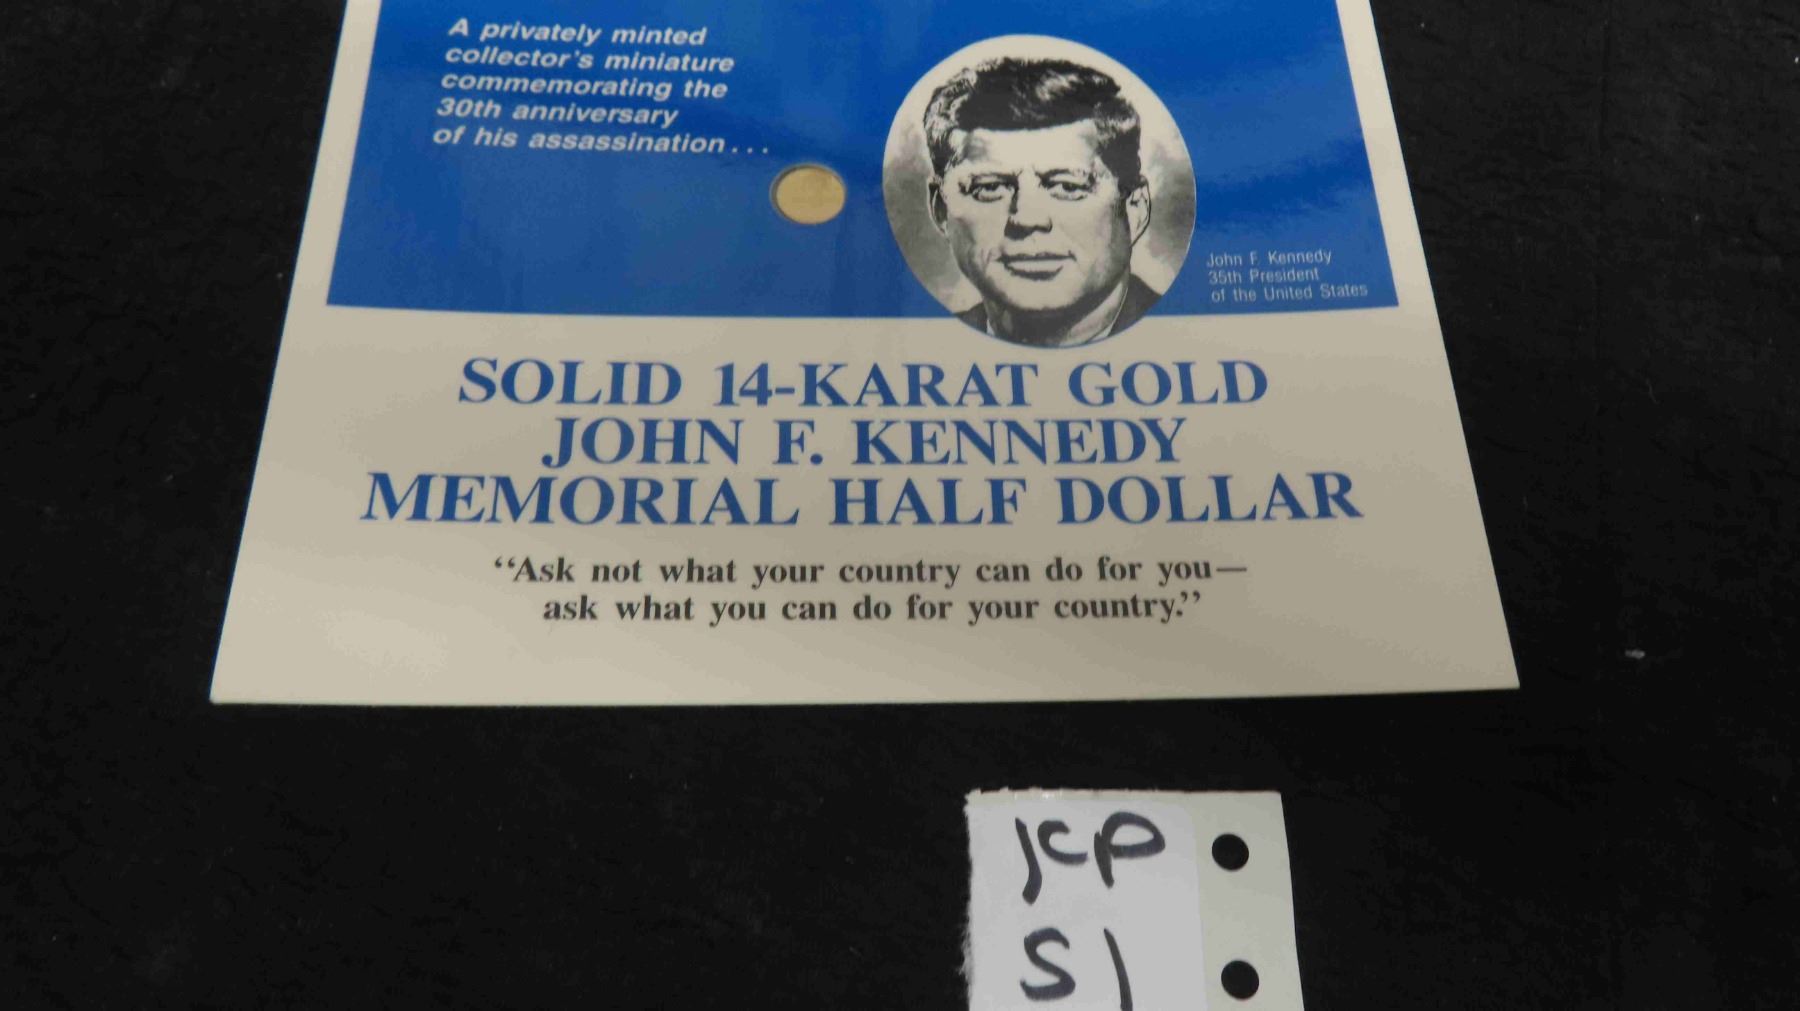 A privately minted
collector's miniature
commemorating the
30th anniversary
of his assassination...
John F. Kennedy
35th President
of the United States
SOLID 14-KARAT GOLD
JOHN F. KENNEDY
MEMORIAL HALF DOLLAR
“Ask not what your country can do for you—
ask what you can do for your country.”
JCP
S1